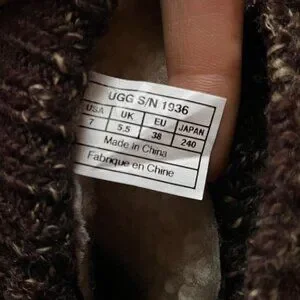 UGG S/N 1936
USA UK EU JAPAN
7 5.5 38 240
Made in China
Fabriqué en Chine